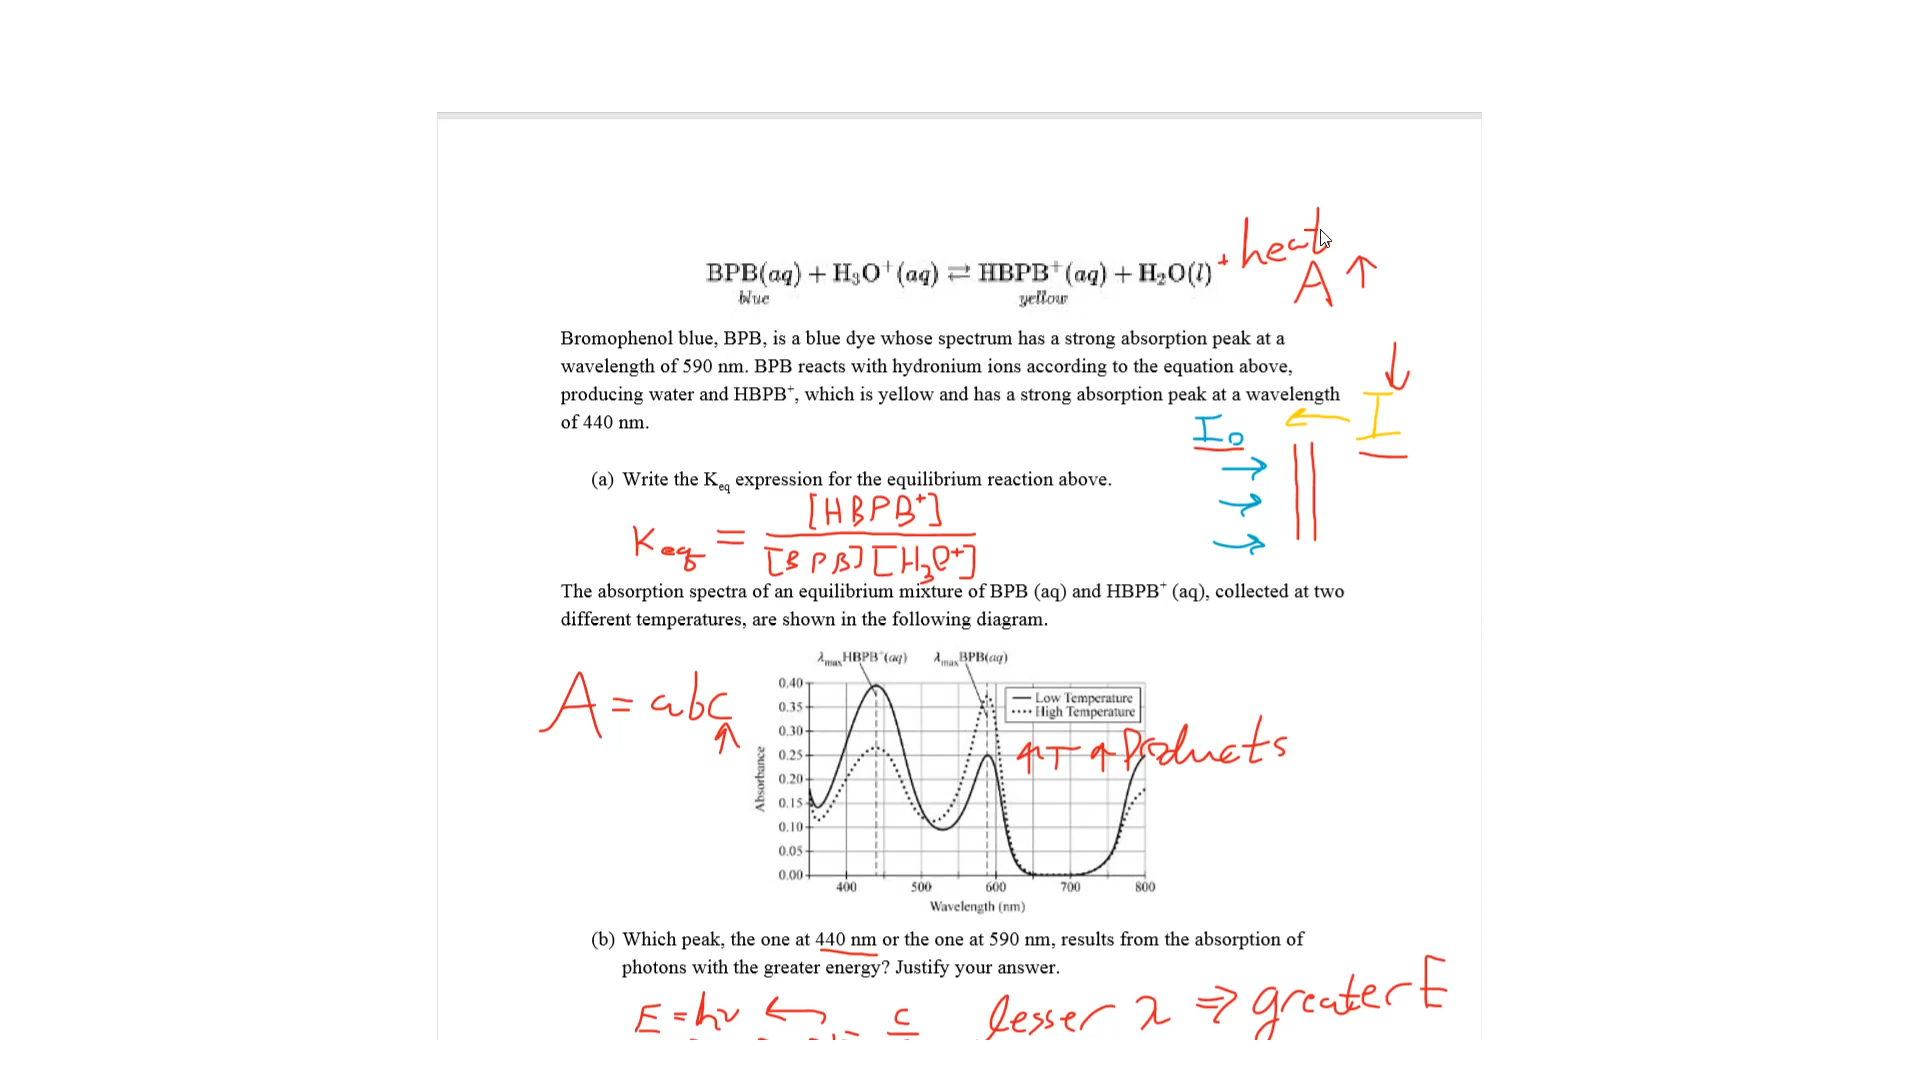 + heat
BPB(aq) + H₃O⁺(aq) ⇌ HBPB⁺(aq) + H₂O(l)
A ↑
blue yellow
Bromophenol blue, BPB, is a blue dye whose spectrum has a strong absorption peak at a
wavelength of 590 nm. BPB reacts with hydronium ions according to the equation above,
producing water and HBPB⁺, which is yellow and has a strong absorption peak at a wavelength
of 440 nm.
↓
I
I₀
(a) Write the Keq expression for the equilibrium reaction above.
[HBPB⁺]
Keq =
[BPB][H₃O⁺]
The absorption spectra of an equilibrium mixture of BPB (aq) and HBPB⁺ (aq), collected at two
different temperatures, are shown in the following diagram.
λmax HBPB⁺(aq) λmax BPB(aq)
A = abc
↑
Low Temperature
High Temperature
↑T ↑ Products
Absorbance
0.40
0.35
0.30
0.25
0.20
0.15
0.10
0.05
0.00
400 500 600 700 800
Wavelength (nm)
(b) Which peak, the one at 440 nm or the one at 590 nm, results from the absorption of
photons with the greater energy? Justify your answer.
E = hν ← = c lesser λ ⇒ greater E